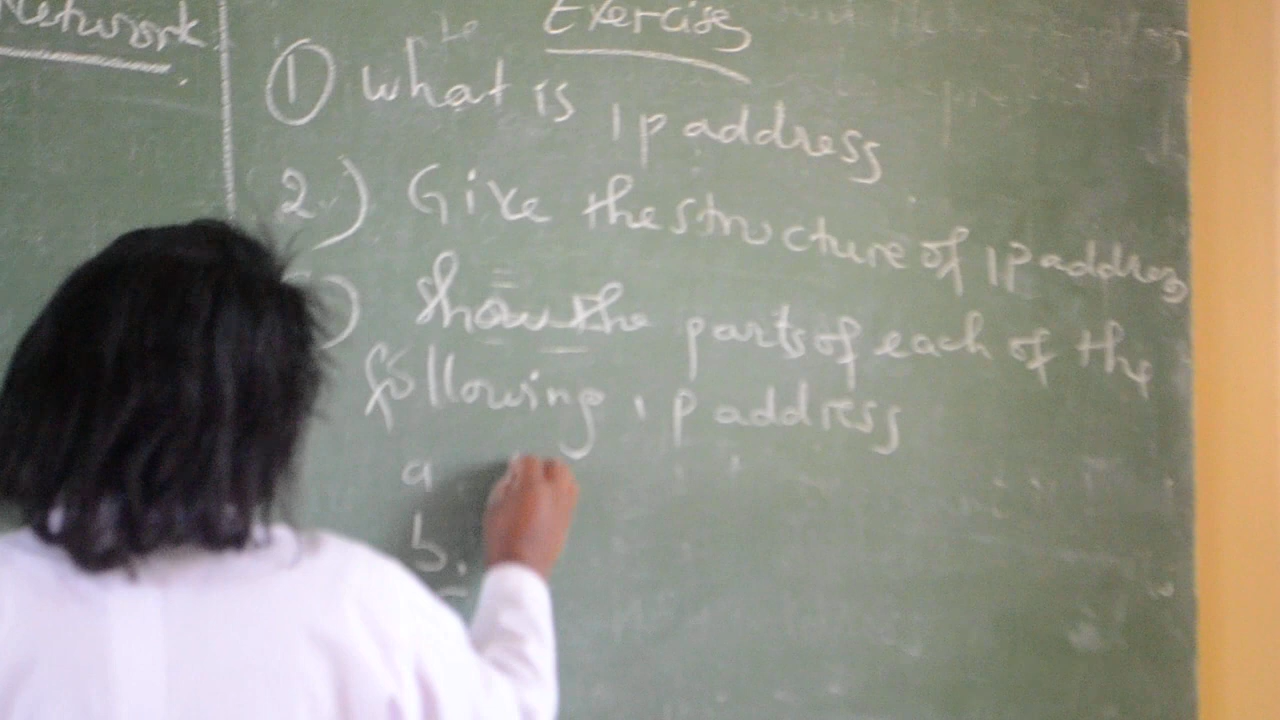 Network
Exercise
① What is
IP address
2.) Give the structure of IP address
) Show the parts of each of the
following IP address
a
b.